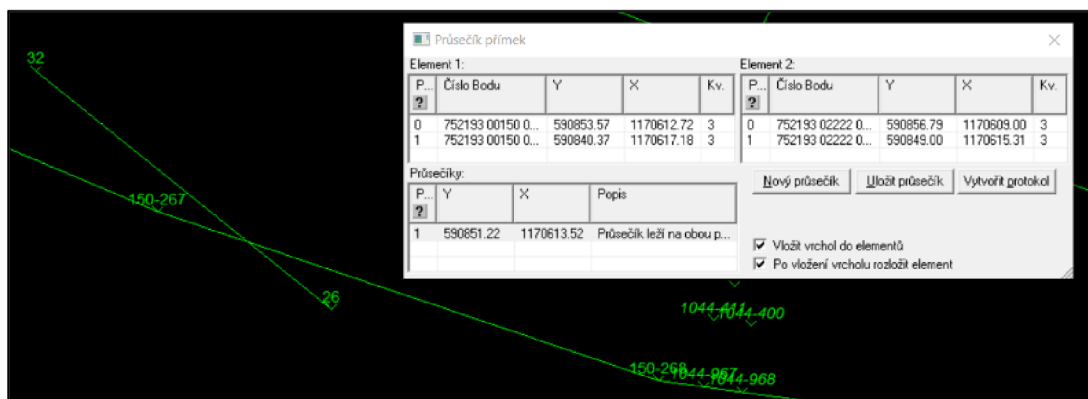 32
150-267
26
1044-400
150-268
1044-968
Průsečík přímek
Element 1:
P... Číslo Bodu Y X Kv.
?
0 752193 00150 0... 590853.57 1170612.72 3
1 752193 00150 0... 590840.37 1170617.18 3
Element 2:
P... Číslo Bodu Y X Kv.
?
0 752193 02222 0... 590856.79 1170609.00 3
1 752193 02222 0... 590849.00 1170615.31 3
Průsečíky:
P... Y X Popis
?
1 590851.22 1170613.52 Průsečík leží na obou p...
Nový průsečík Uložit průsečík Vytvořit protokol
Vložit vrchol do elementů
Po vložení vrcholu rozložit element